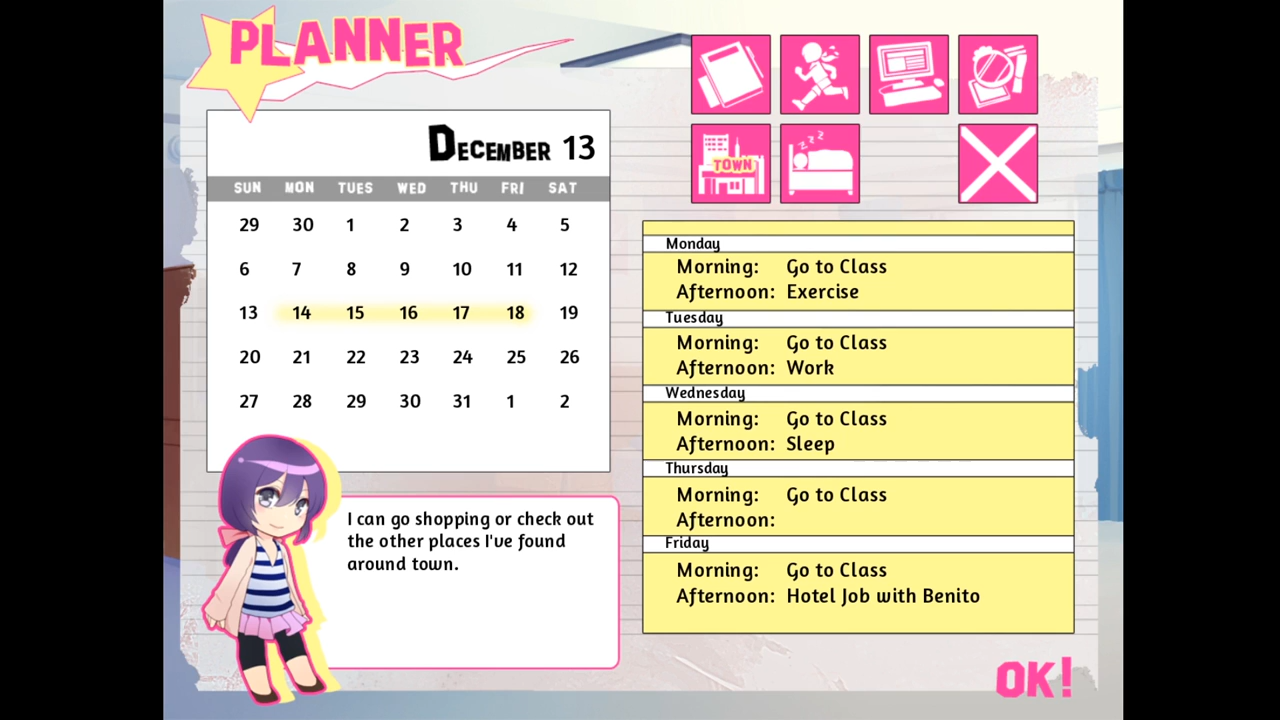 PLANNER
DECEMBER 13
SUN MON TUES WED THU FRI SAT
29 30 1 2 3 4 5
6 7 8 9 10 11 12
13 14 15 16 17 18 19
20 21 22 23 24 25 26
27 28 29 30 31 1 2
I can go shopping or check out
the other places I've found
around town.
TOWN
z z z
Monday
Morning: Go to Class
Afternoon: Exercise
Tuesday
Morning: Go to Class
Afternoon: Work
Wednesday
Morning: Go to Class
Afternoon: Sleep
Thursday
Morning: Go to Class
Afternoon:
Friday
Morning: Go to Class
Afternoon: Hotel Job with Benito
OK!